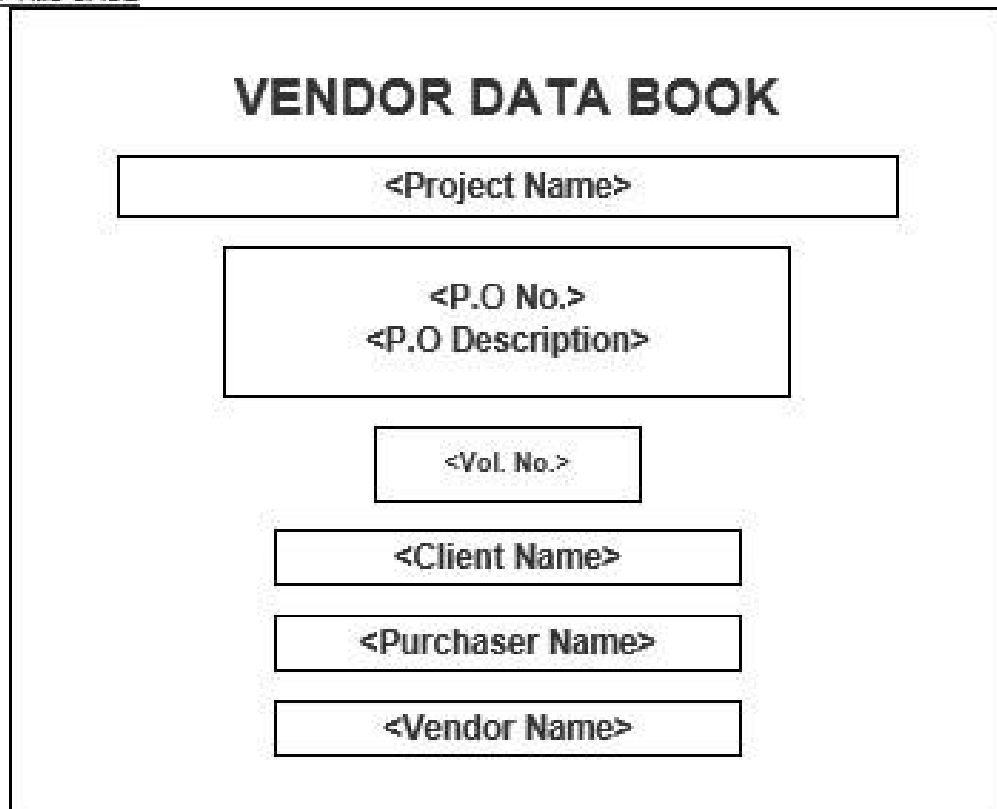 VENDOR DATA BOOK
<Project Name>
<P.O No.>
<P.O Description>
<Vol. No.>
<Client Name>
<Purchaser Name>
<Vendor Name>